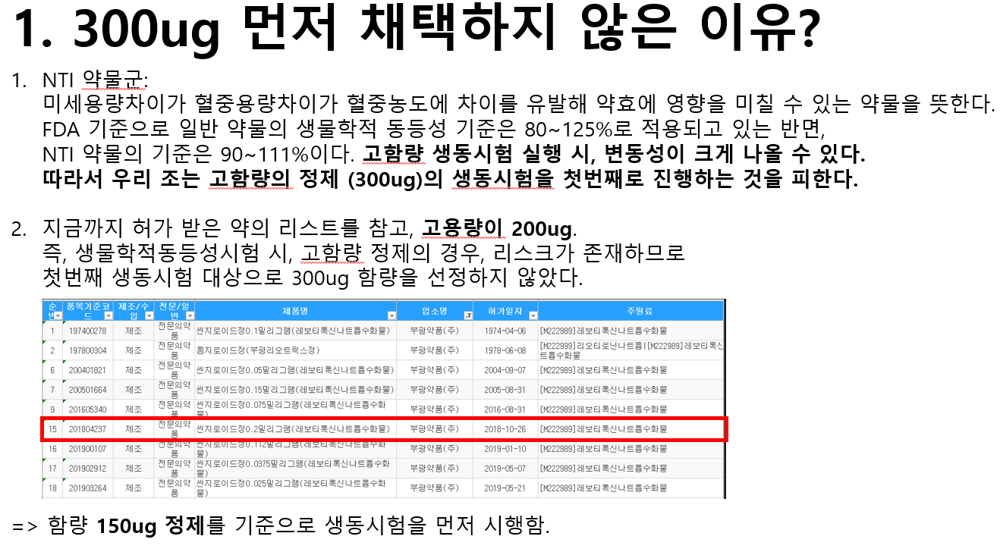 1. 300ug 먼저 채택하지 않은 이유?
1. NTI 약물군:
미세용량차이가 혈중용량차이가 혈중농도에 차이를 유발해 약효에 영향을 미칠 수 있는 약물을 뜻한다.
FDA 기준으로 일반 약물의 생물학적 동등성 기준은 80~125%로 적용되고 있는 반면,
NTI 약물의 기준은 90~111%이다. 고함량 생동시험 실행 시, 변동성이 크게 나올 수 있다.
따라서 우리 조는 고함량의 정제 (300ug)의 생동시험을 첫번째로 진행하는 것을 피한다.
2. 지금까지 허가 받은 약의 리스트를 참고, 고용량이 200ug.
즉, 생물학적동등성시험 시, 고함량 정제의 경우, 리스크가 존재하므로
첫번째 생동시험 대상으로 300ug 함량을 선정하지 않았다.
순번 품목기준코드 제조/수입 전문/일반 제품명 업소명 허가일자 주원료
1 197400278 제조 전문의약품 씬지로이드정0.1밀리그램(레보티록신나트륨수화물) 부광약품(주) 1974-04-06 [M222989]레보티록신나트륨수화물
2 197800304 제조 전문의약품 콤지로이드정(부광리오트릭스정) 부광약품(주) 1978-06-08 [M222999]리오티로닌나트륨|[M222989]레보티록신나트륨수화물
6 200401821 제조 전문의약품 씬지로이드정0.05밀리그램(레보티록신나트륨수화물) 부광약품(주) 2004-09-07 [M222989]레보티록신나트륨수화물
7 200501664 제조 전문의약품 씬지로이드정0.15밀리그램(레보티록신나트륨수화물) 부광약품(주) 2005-08-31 [M222989]레보티록신나트륨수화물
9 201605340 제조 전문의약품 씬지로이드정0.075밀리그램(레보티록신나트륨수화물) 부광약품(주) 2016-08-31 [M222989]레보티록신나트륨수화물
15 201804237 제조 전문의약품 씬지로이드정0.2밀리그램(레보티록신나트륨수화물) 부광약품(주) 2018-10-26 [M222989]레보티록신나트륨수화물
16 201900107 제조 전문의약품 씬지로이드정0.112밀리그램(레보티록신나트륨수화물) 부광약품(주) 2019-01-10 [M222989]레보티록신나트륨수화물
17 201902912 제조 전문의약품 씬지로이드정0.0375밀리그램(레보티록신나트륨수화물) 부광약품(주) 2019-05-07 [M222989]레보티록신나트륨수화물
18 201903264 제조 전문의약품 씬지로이드정0.025밀리그램(레보티록신나트륨수화물) 부광약품(주) 2019-05-21 [M222989]레보티록신나트륨수화물
=> 함량 150ug 정제를 기준으로 생동시험을 먼저 시행함.